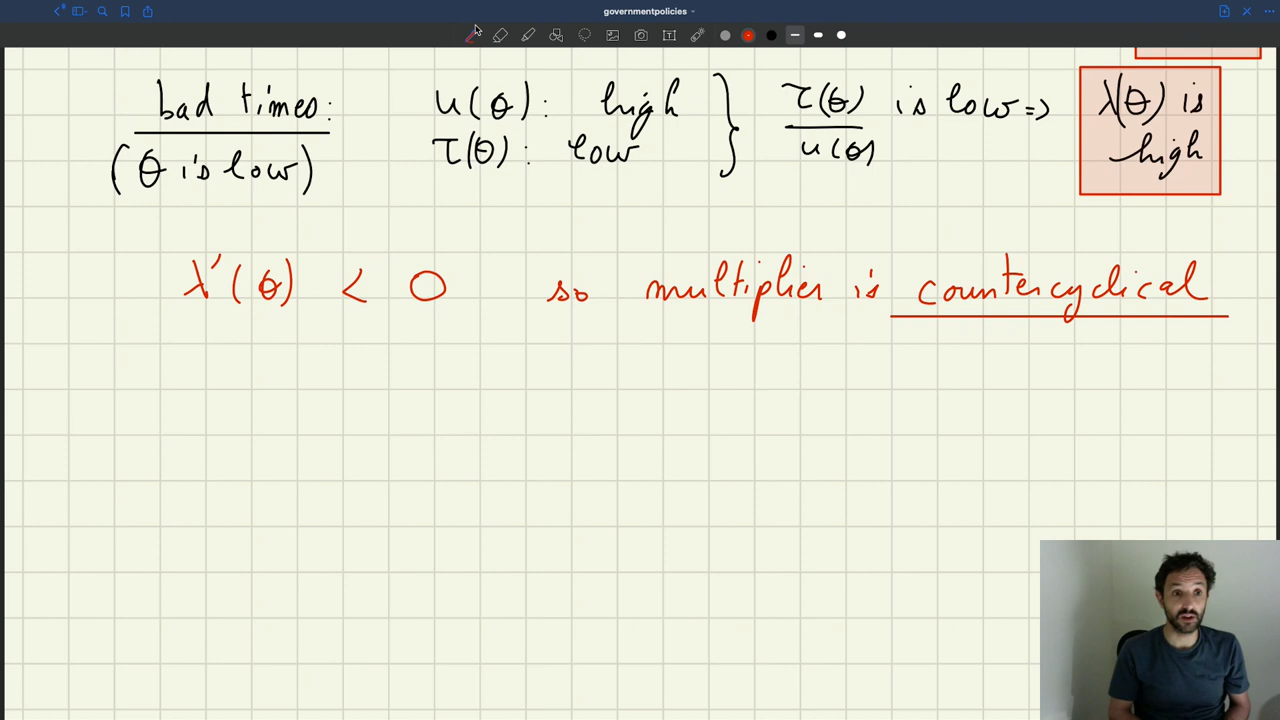 governmentpolicies
bad times: u(θ): high } τ(θ)/u(θ) is low => λ(θ) is high
(θ is low) τ(θ): low
λ'(θ) < 0 so multiplier is countercyclical